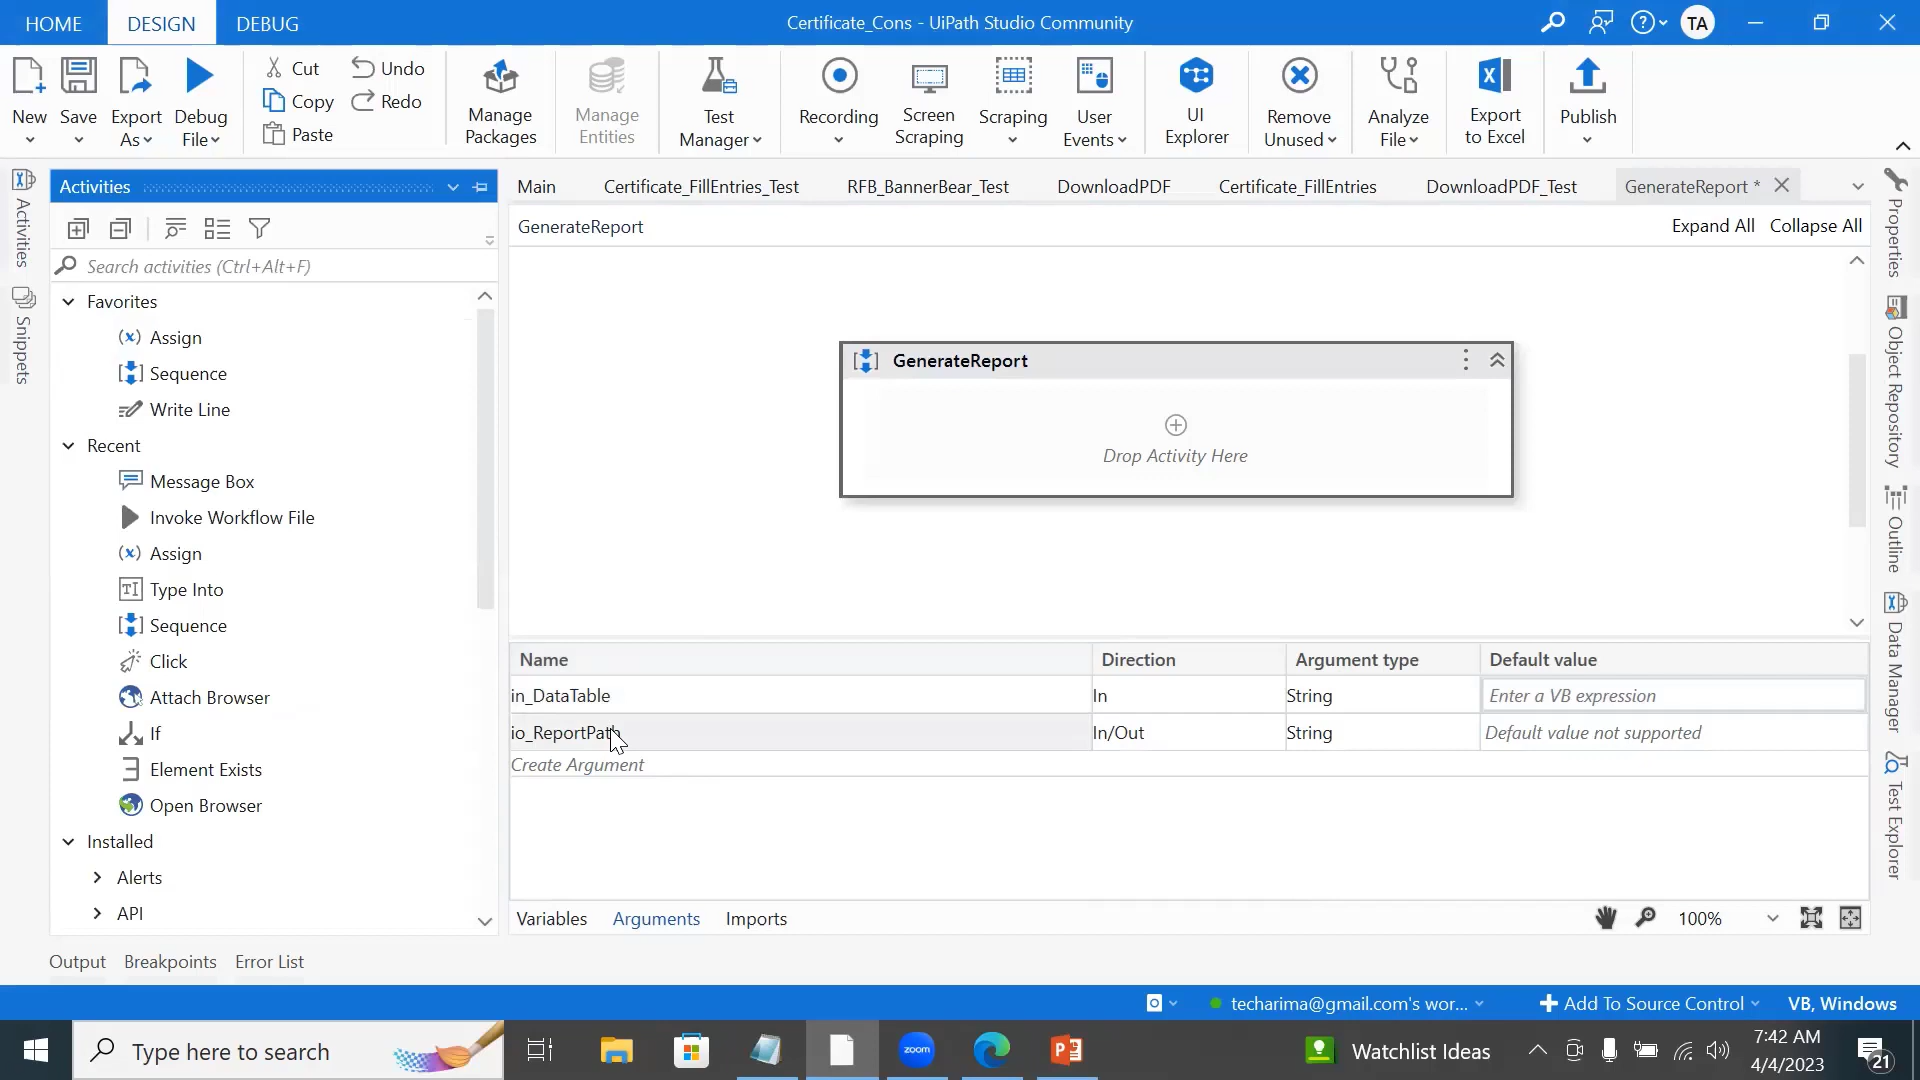 HOME DESIGN DEBUG Certificate_Cons - UiPath Studio Community TA
New Save Export As Debug File Cut Copy Paste Undo Redo Manage Packages Manage Entities Test Manager Recording Screen Scraping Scraping User Events UI Explorer Remove Unused Analyze File Export to Excel Publish
Activities
Snippets
Activities
Search activities (Ctrl+Alt+F)
Favorites
Assign
Sequence
Write Line
Recent
Message Box
Invoke Workflow File
Assign
Type Into
Sequence
Click
Attach Browser
If
Element Exists
Open Browser
Installed
Alerts
API
Main Certificate_FillEntries_Test RFB_BannerBear_Test DownloadPDF Certificate_FillEntries DownloadPDF_Test GenerateReport *
GenerateReport Expand All Collapse All
GenerateReport
Drop Activity Here
Name Direction Argument type Default value
in_DataTable In String Enter a VB expression
io_ReportPath In/Out String Default value not supported
Create Argument
Variables Arguments Imports 100%
Properties
Object Repository
Outline
Data Manager
Test Explorer
Output Breakpoints Error List
techarima@gmail.com's wor... Add To Source Control VB, Windows
Type here to search zoom Watchlist Ideas 7:42 AM
4/4/2023 21